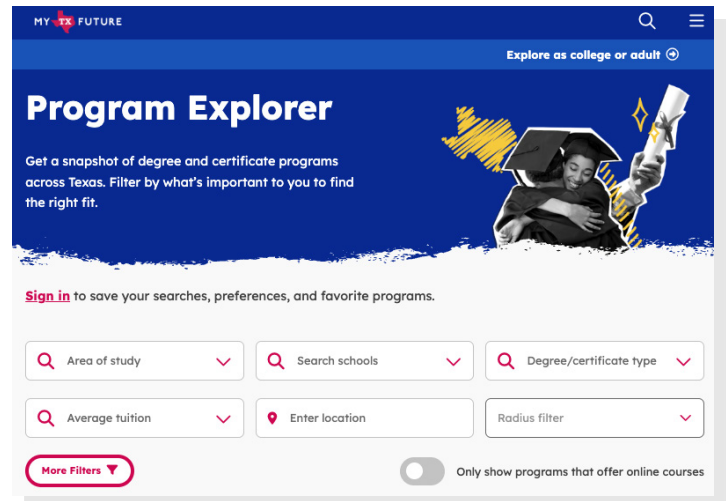 MY TX FUTURE
Explore as college or adult
Program Explorer
Get a snapshot of degree and certificate programs
across Texas. Filter by what's important to you to find
the right fit.
Sign in to save your searches, preferences, and favorite programs.
Area of study
Search schools
Degree/certificate type
Average tuition
Enter location
Radius filter
More Filters
Only show programs that offer online courses